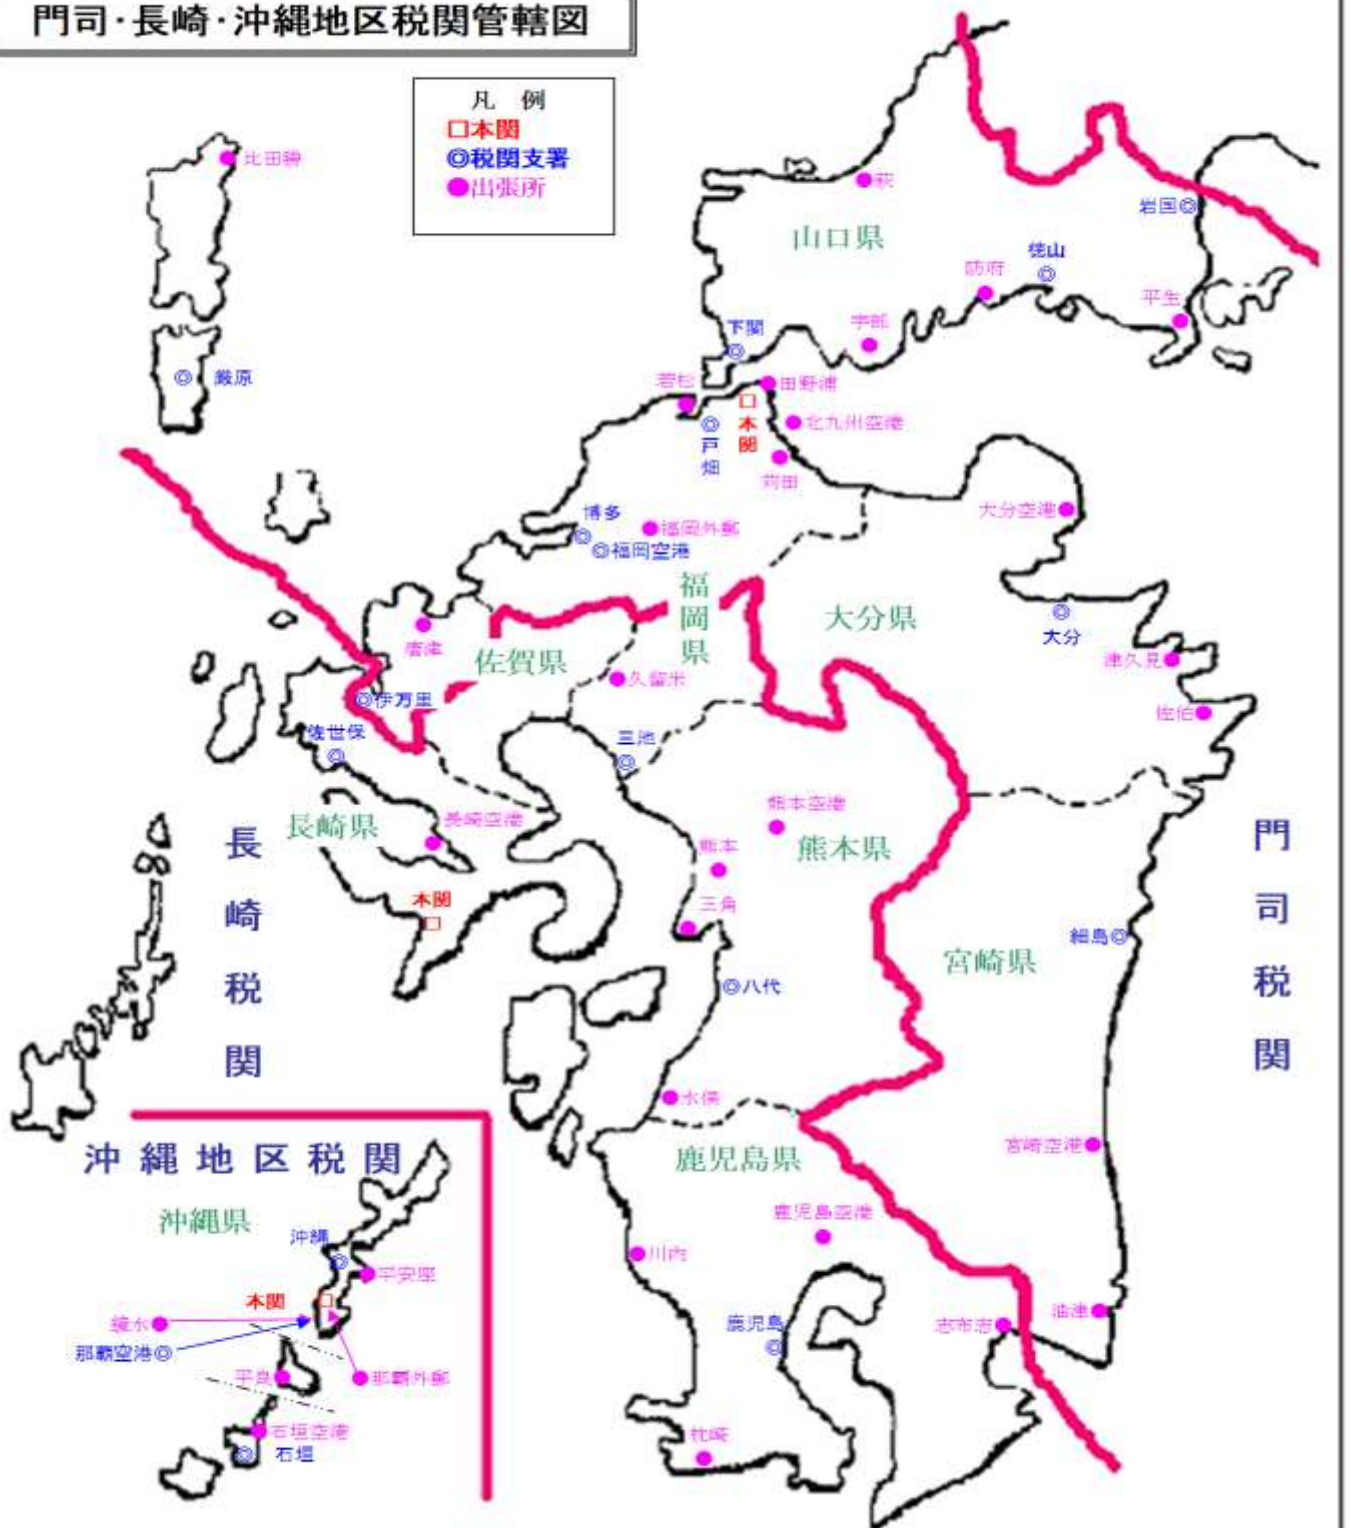 門司・長崎・沖縄地区税関管轄図
凡 例
□本関
◎税関支署
●出張所
比田勝
厳原
萩
山口県
岩国◎
徳山
防府
平生
宇部
下関
若松
田野浦
本関
戸畑
北九州空港
苅田
大分空港
博多
福岡外郵
◎福岡空港
福岡県
大分県
大分
唐津
佐賀県
津久見
久留米
◎伊万里
佐伯
佐世保
三池
熊本空港
長崎空港
長崎県
熊本
熊本県
本関
三角
細島◎
宮崎県
◎八代
長崎税関
門司税関
水俣
沖縄地区税関
鹿児島県
宮崎空港
沖縄県
沖縄
鹿児島空港
川内
平安座
本関
鏡水
鹿児島
志布志
油津
那覇空港◎
平良
那覇外郵
石垣空港
石垣
枕崎